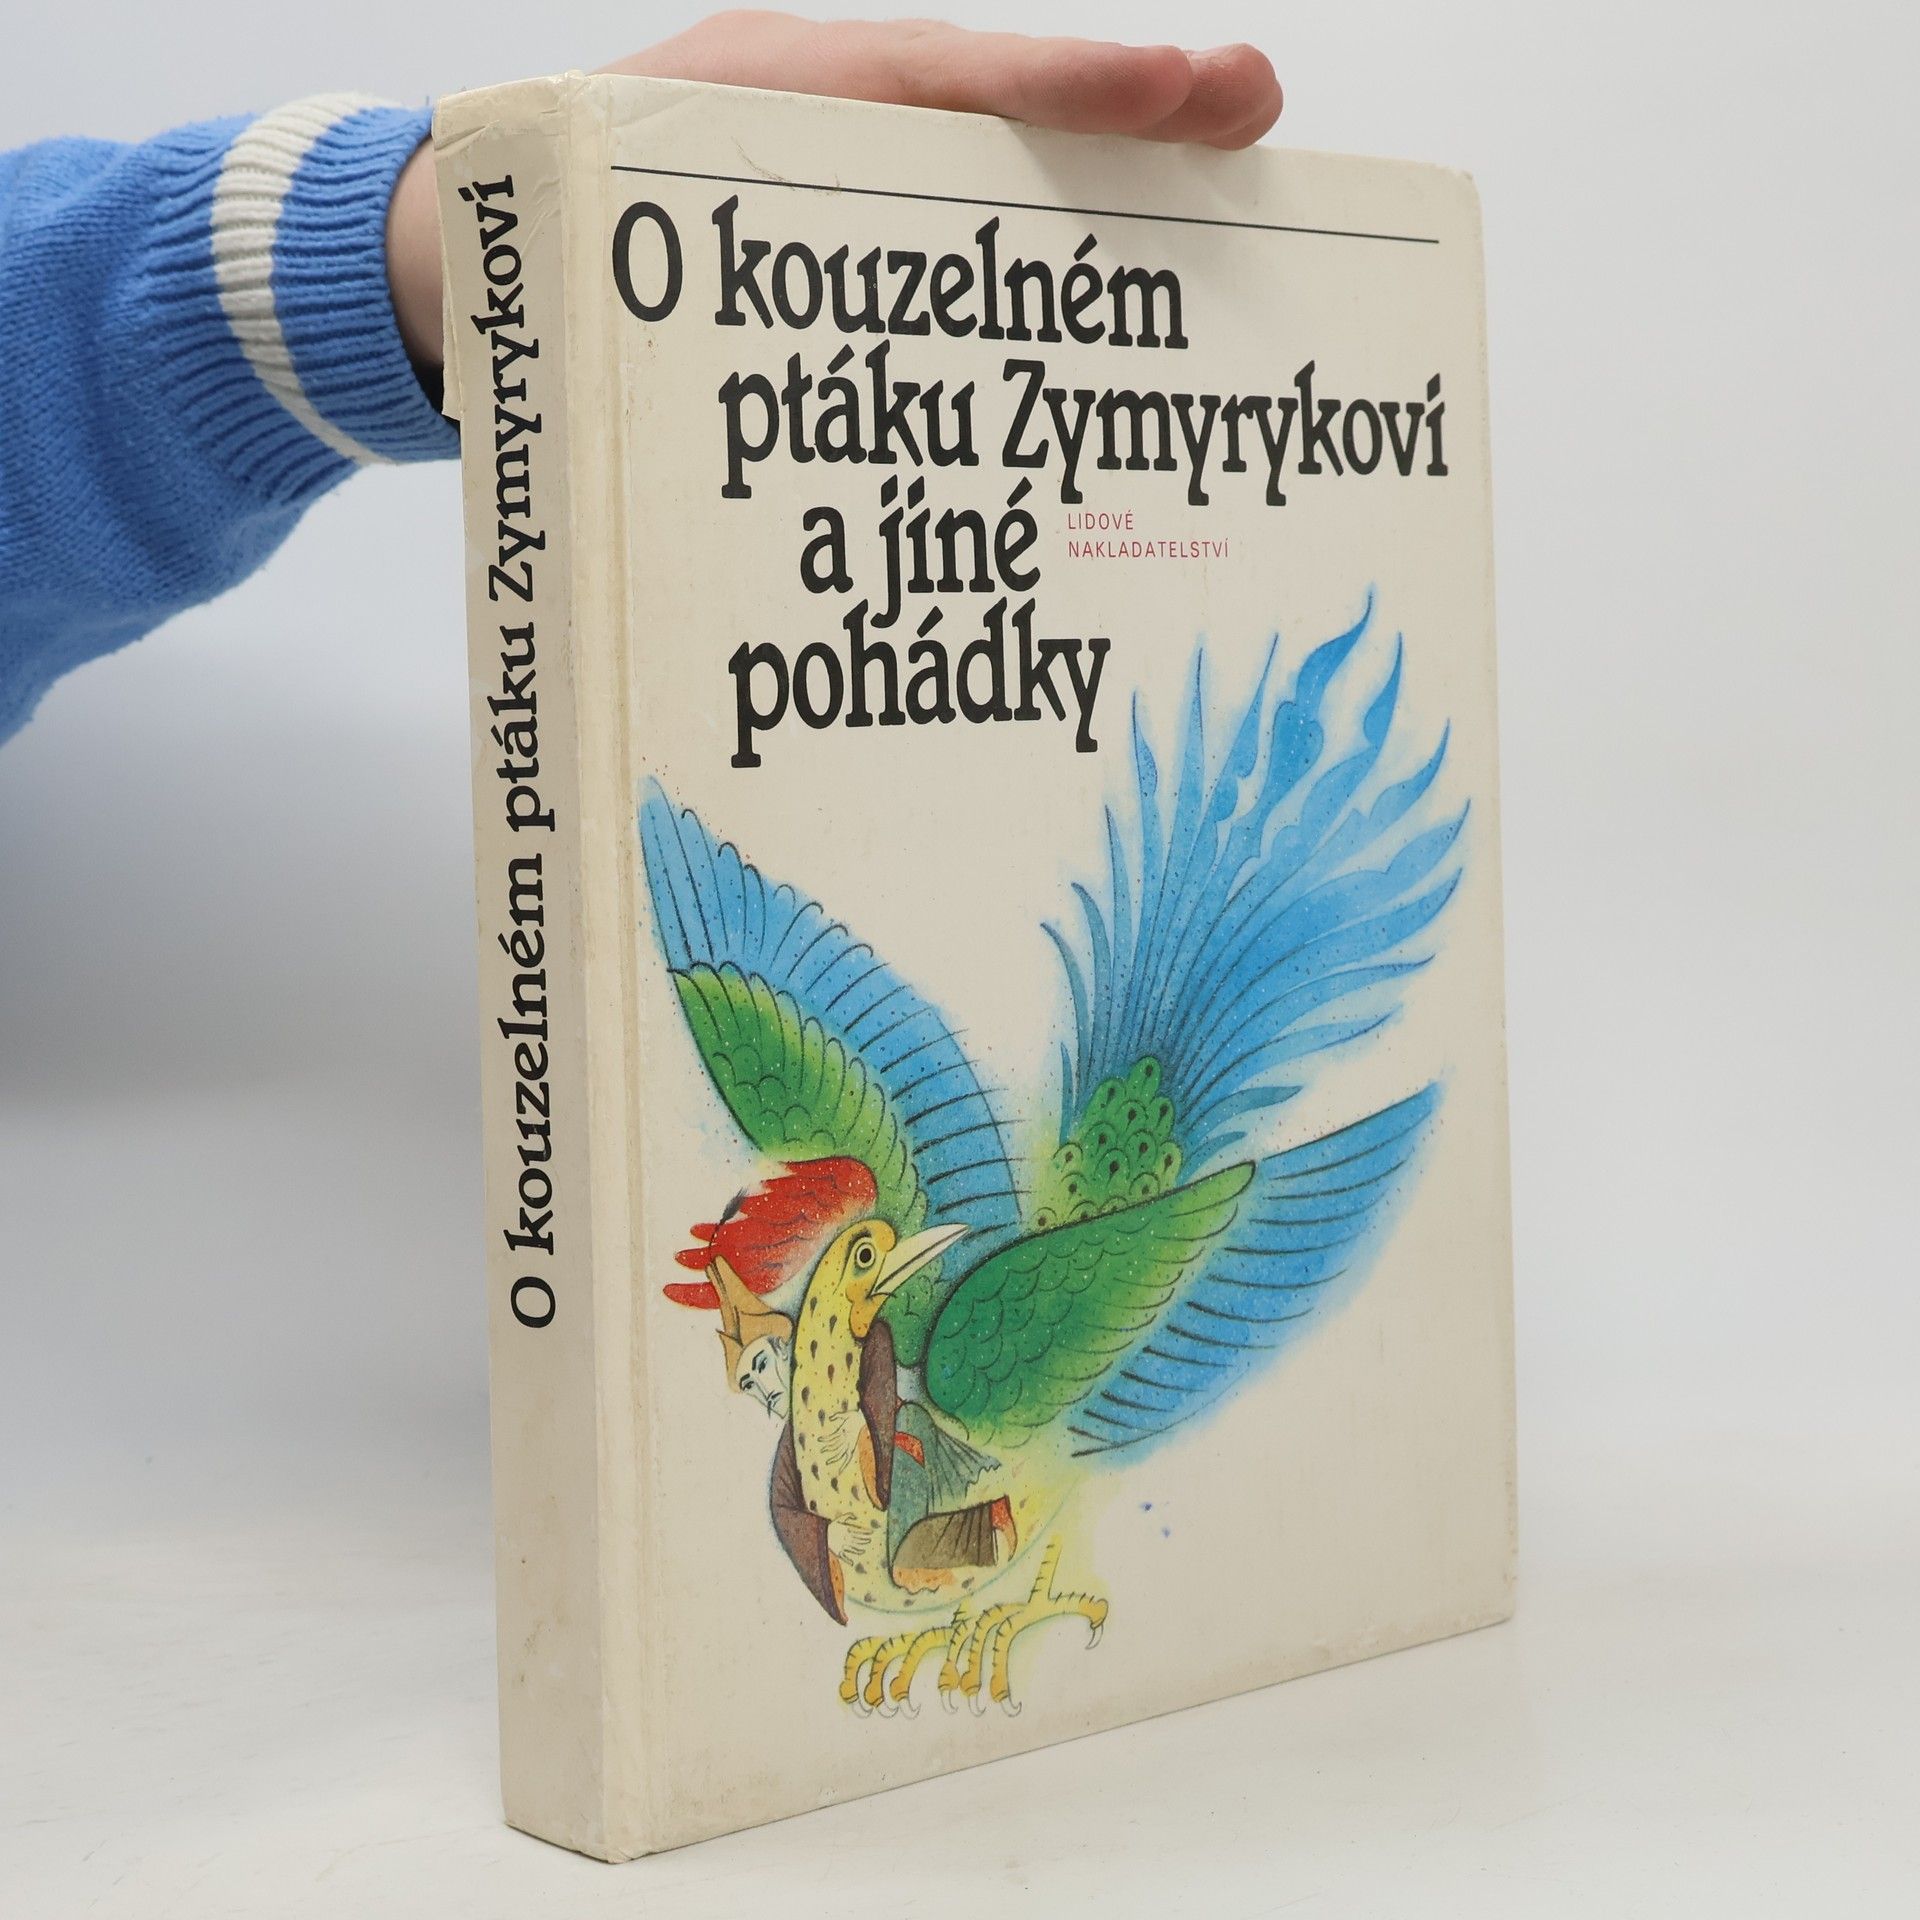 O kouzelném ptáku Zymyrykovi
O kouzelném
ptáku Zymyrykovi
a jiné
pohádky
LIDOVÉ
NAKLADATELSTVÍ